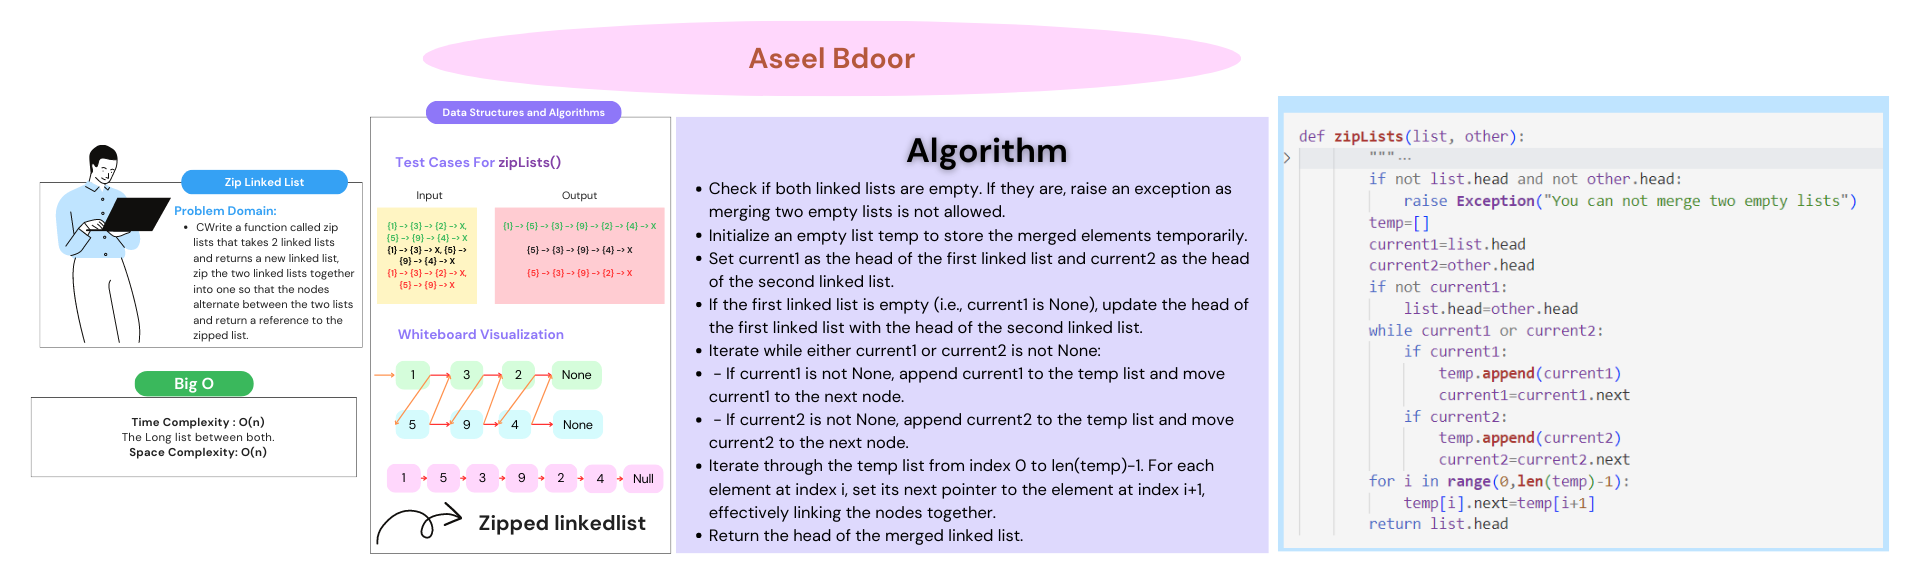 Aseel Bdoor
Zip Linked List
Problem Domain:
• CWrite a function called zip
lists that takes 2 linked lists
and returns a new linked list,
zip the two linked lists together
into one so that the nodes
alternate between the two lists
and return a reference to the
zipped list.
Big O
Time Complexity : O(n)
The Long list between both.
Space Complexity: O(n)
Data Structures and Algorithms
Test Cases For zipLists()
Input Output
{1} -> {3} -> {2} -> X,
{5} -> {9} -> {4} -> X
{1} -> {3} -> X, {5} ->
{9} -> {4} -> X
{1} -> {3} -> {2} -> X,
{5} -> {9} -> X
{1} -> {5} -> {3} -> {9} -> {2} -> {4} -> X
{5} -> {3} -> {9} -> {4} -> X
{5} -> {3} -> {9} -> {2} -> X
Whiteboard Visualization
1 3 2 None
5 9 4 None
1 5 3 9 2 4 Null
Zipped linkedlist
Algorithm
• Check if both linked lists are empty. If they are, raise an exception as
merging two empty lists is not allowed.
• Initialize an empty list temp to store the merged elements temporarily.
• Set current1 as the head of the first linked list and current2 as the head
of the second linked list.
• If the first linked list is empty (i.e., current1 is None), update the head of
the first linked list with the head of the second linked list.
• Iterate while either current1 or current2 is not None:
• - If current1 is not None, append current1 to the temp list and move
current1 to the next node.
• - If current2 is not None, append current2 to the temp list and move
current2 to the next node.
• Iterate through the temp list from index 0 to len(temp)-1. For each
element at index i, set its next pointer to the element at index i+1,
effectively linking the nodes together.
• Return the head of the merged linked list.
def zipLists(list, other):
"""...
if not list.head and not other.head:
raise Exception("You can not merge two empty lists")
temp=[]
current1=list.head
current2=other.head
if not current1:
list.head=other.head
while current1 or current2:
if current1:
temp.append(current1)
current1=current1.next
if current2:
temp.append(current2)
current2=current2.next
for i in range(0,len(temp)-1):
temp[i].next=temp[i+1]
return list.head